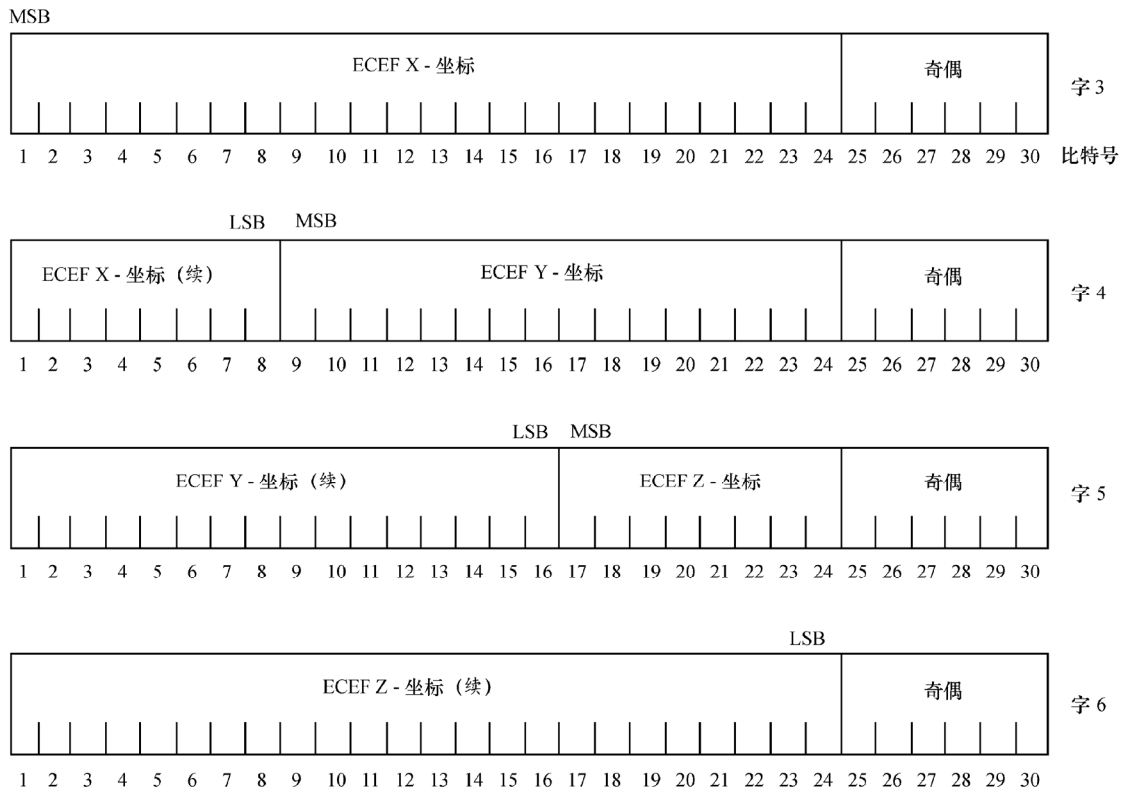 MSB
ECEF X - 坐标 奇偶
字 3
1 2 3 4 5 6 7 8 9 10 11 12 13 14 15 16 17 18 19 20 21 22 23 24 25 26 27 28 29 30 比特号
LSB MSB
ECEF X - 坐标（续） ECEF Y - 坐标 奇偶
字 4
1 2 3 4 5 6 7 8 9 10 11 12 13 14 15 16 17 18 19 20 21 22 23 24 25 26 27 28 29 30
LSB MSB
ECEF Y - 坐标（续） ECEF Z - 坐标 奇偶
字 5
1 2 3 4 5 6 7 8 9 10 11 12 13 14 15 16 17 18 19 20 21 22 23 24 25 26 27 28 29 30
LSB
ECEF Z - 坐标（续） 奇偶
字 6
1 2 3 4 5 6 7 8 9 10 11 12 13 14 15 16 17 18 19 20 21 22 23 24 25 26 27 28 29 30